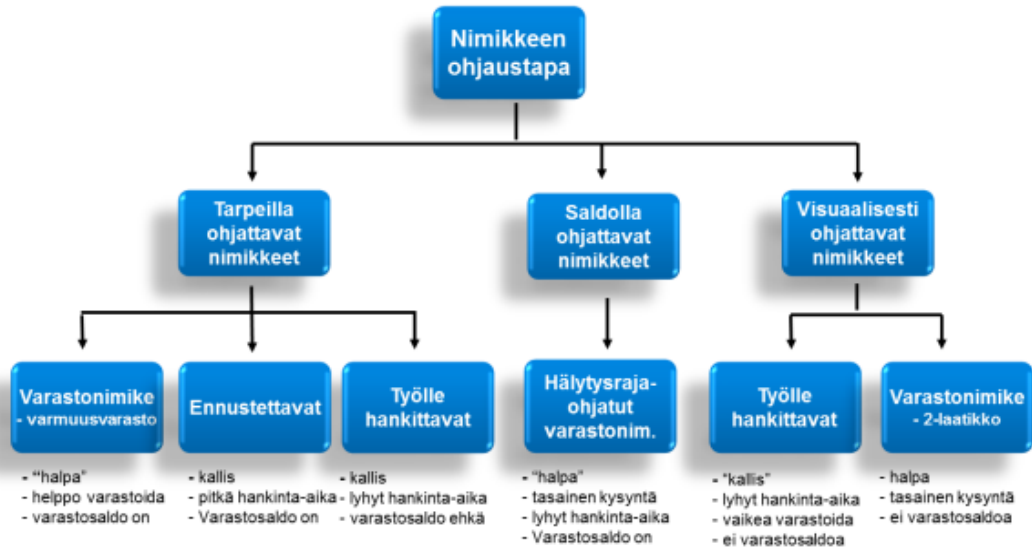 Nimikkeen
ohjaustapa
Tarpeilla
ohjattavat
nimikkeet
Saldolla
ohjattavat
nimikkeet
Visuaalisesti
ohjattavat
nimikkeet
Varastonimike
- varmuusvarasto
Ennustettavat
Työlle
hankittavat
Hälytysraja-
ohjatut
varastonim.
Työlle
hankittavat
Varastonimike
- 2-laatikko
- "halpa"
- helppo varastoida
- varastosaldo on
- kallis
- pitkä hankinta-aika
- Varastosaldo on
- kallis
- lyhyt hankinta-aika
- varastosaldo ehkä
- "halpa"
- tasainen kysyntä
- lyhyt hankinta-aika
- Varastosaldo on
- "kallis"
- lyhyt hankinta-aika
- vaikea varastoida
- ei varastosaldoa
- halpa
- tasainen kysyntä
- ei varastosaldoa